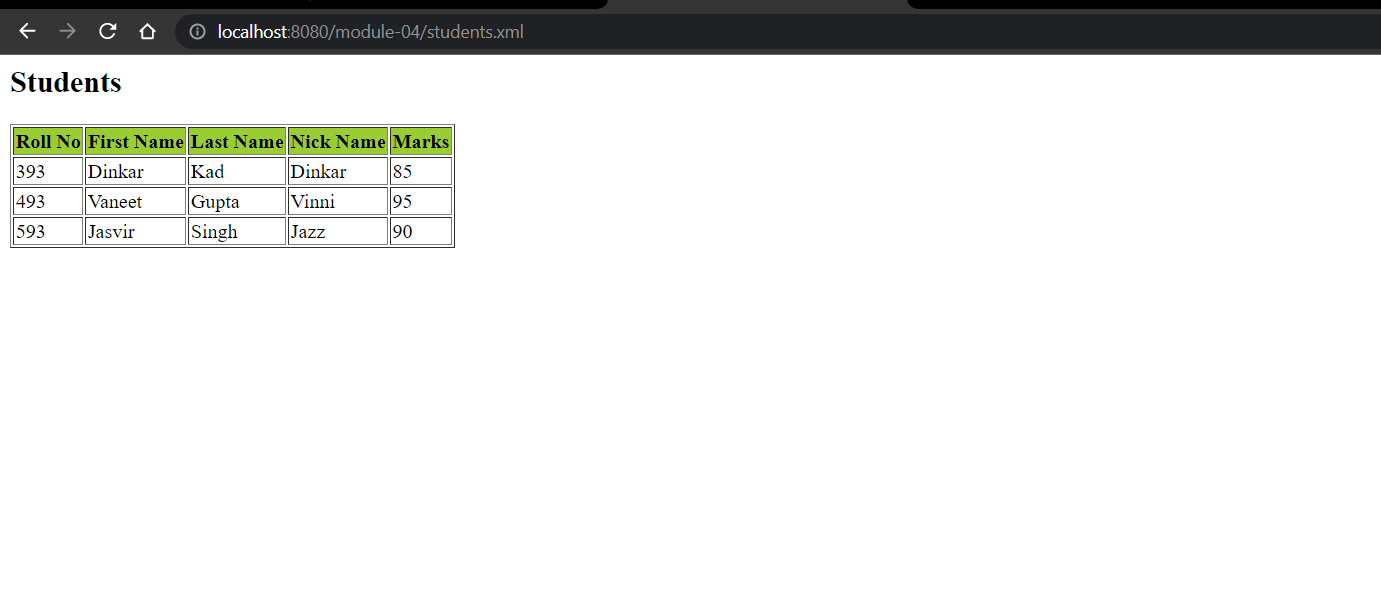 localhost:8080/module-04/students.xml
Students
Roll No First Name Last Name Nick Name Marks
393 Dinkar Kad Dinkar 85
493 Vaneet Gupta Vinni 95
593 Jasvir Singh Jazz 90